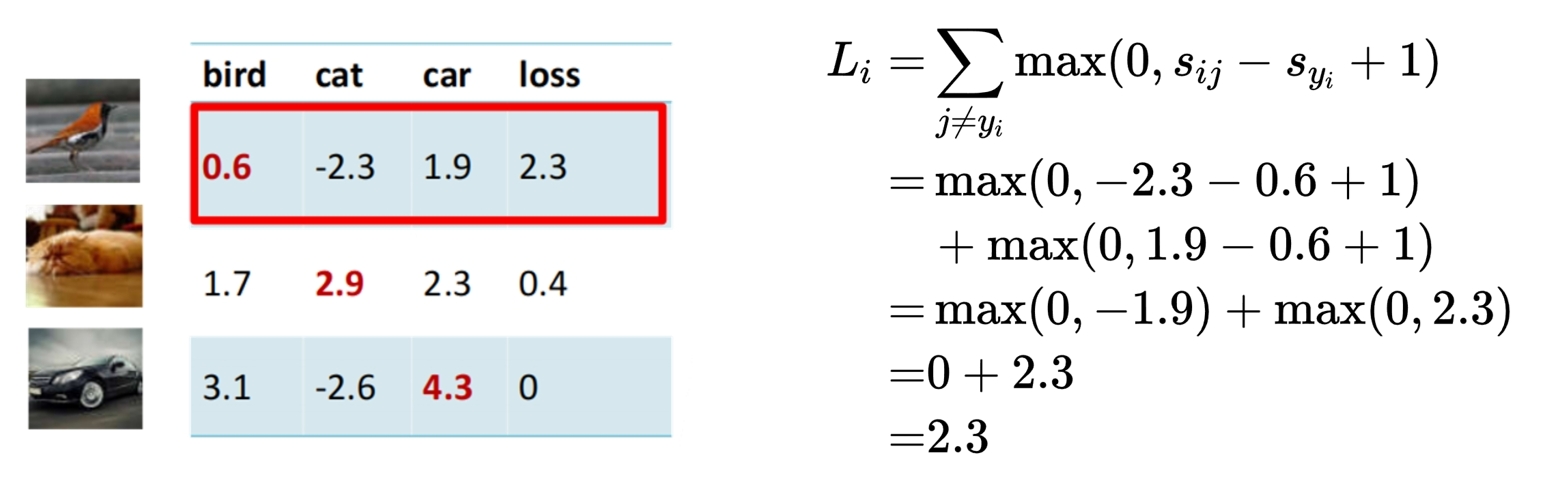 bird cat car loss
0.6 -2.3 1.9 2.3
1.7 2.9 2.3 0.4
3.1 -2.6 4.3 0
L_i = ∑_{j≠y_i} max(0, s_{ij} − s_{y_i} + 1)
= max(0, −2.3 − 0.6 + 1)
+ max(0, 1.9 − 0.6 + 1)
= max(0, −1.9) + max(0, 2.3)
=0 + 2.3
=2.3